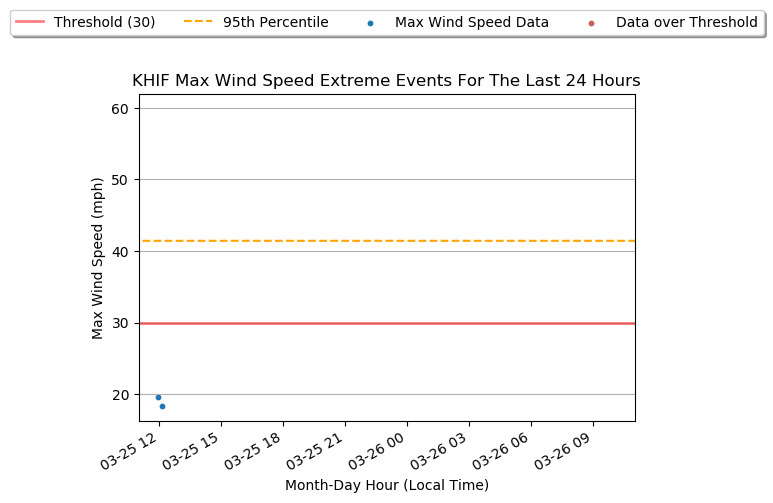 Threshold (30) 95th Percentile Max Wind Speed Data Data over Threshold
KHIF Max Wind Speed Extreme Events For The Last 24 Hours
60
50
40
30
20
Max Wind Speed (mph)
03-25 12 03-25 15 03-25 18 03-25 21 03-26 00 03-26 03 03-26 06 03-26 09
Month-Day Hour (Local Time)